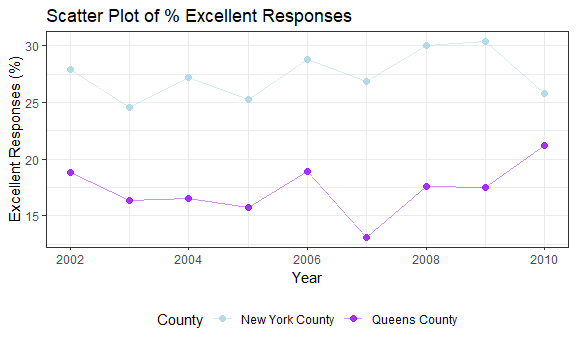 Scatter Plot of % Excellent Responses
Excellent Responses (%)
30
25
20
15
2002 2004 2006 2008 2010
Year
County New York County Queens County